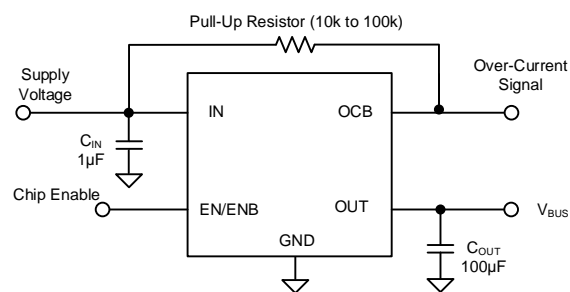 Pull-Up Resistor (10k to 100k)
Supply
Voltage
Over-Current
Signal
IN
OCB
CIN
1µF
Chip Enable
EN/ENB
OUT
VBUS
GND
COUT
100µF